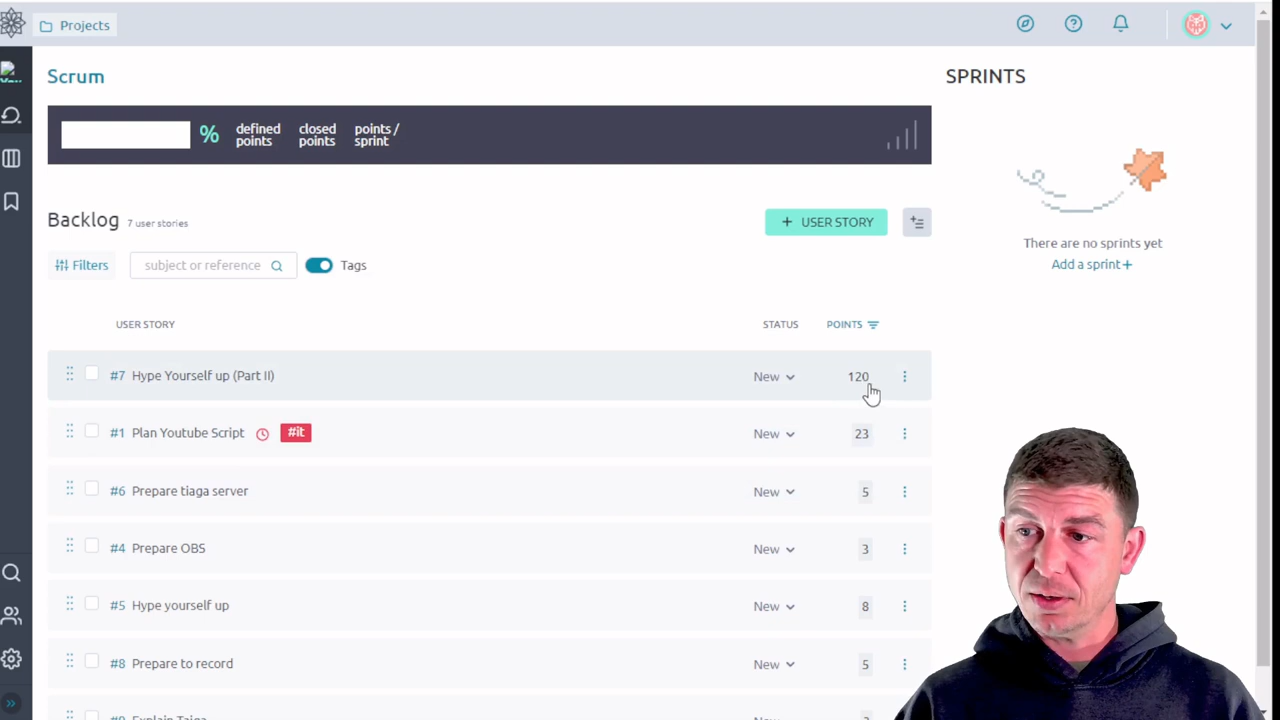 Projects
Scrum
SPRINTS
% defined points closed points points / sprint
Backlog 7 user stories
+ USER STORY
There are no sprints yet
Add a sprint+
Filters subject or reference Tags
USER STORY STATUS POINTS
#7 Hype Yourself up (Part II) New 120
#1 Plan Youtube Script #it New 23
#6 Prepare tiaga server New 5
#4 Prepare OBS New 3
#5 Hype yourself up New 8
#8 Prepare to record New 5
Explain Taiga